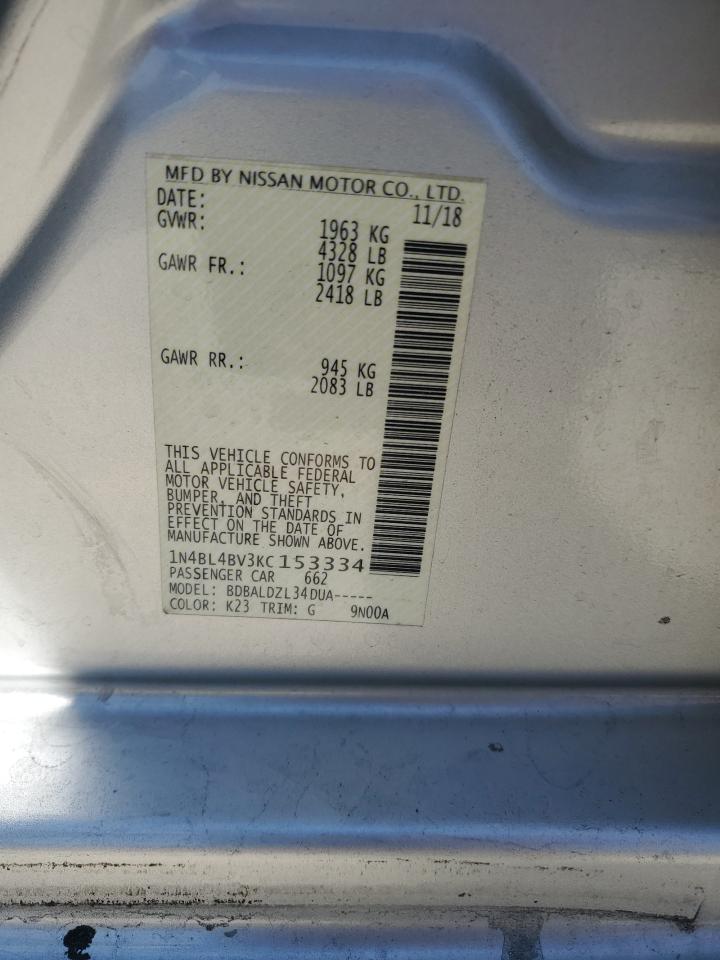 MFD BY NISSAN MOTOR CO., LTD.
DATE: 11/18
GVWR: 1963 KG
4328 LB
GAWR FR.: 1097 KG
2418 LB
GAWR RR.: 945 KG
2083 LB
THIS VEHICLE CONFORMS TO
ALL APPLICABLE FEDERAL
MOTOR VEHICLE SAFETY,
BUMPER, AND THEFT
PREVENTION STANDARDS IN
EFFECT ON THE DATE OF
MANUFACTURE SHOWN ABOVE.
1N4BL4BV3KC153334
PASSENGER CAR 662
MODEL: BDBALDZL34DUA-----
COLOR: K23 TRIM: G 9N00A